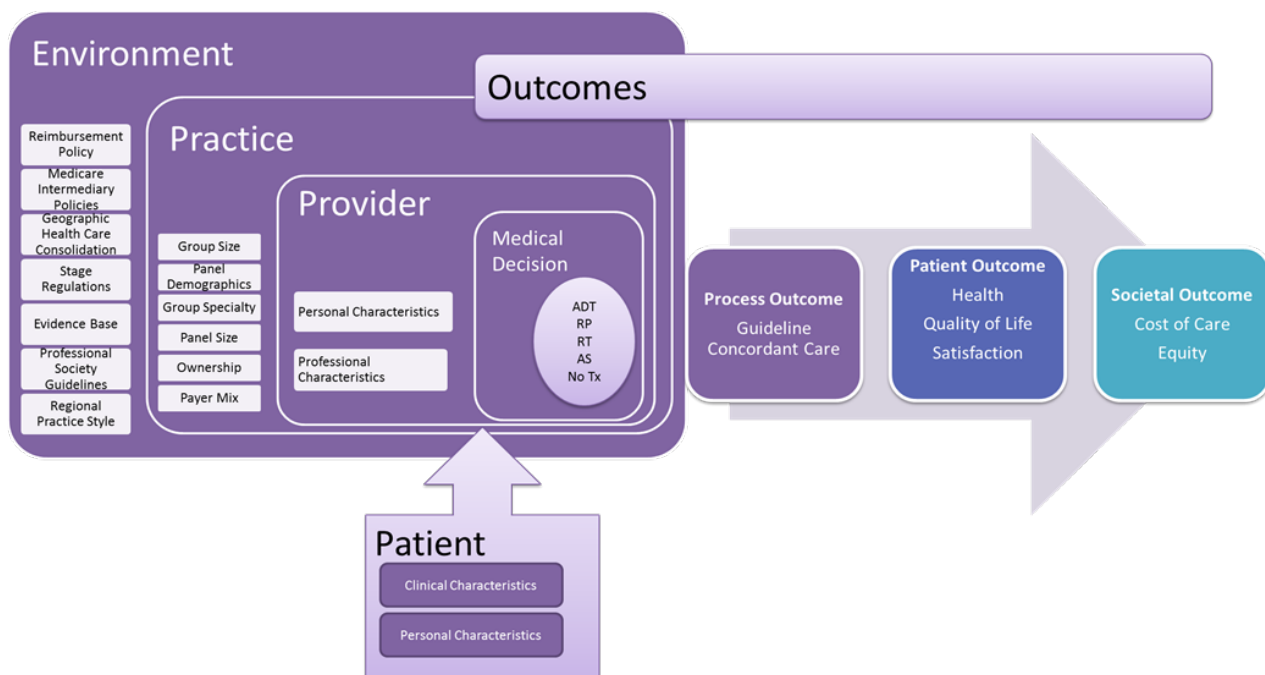 Environment
Outcomes
Reimbursement
Policy
Medicare
Intermediary
Policies
Geographic
Health Care
Consolidation
Stage
Regulations
Evidence Base
Professional
Society
Guidelines
Regional
Practice Style
Practice
Group Size
Panel
Demographics
Group Specialty
Panel Size
Ownership
Payer Mix
Provider
Personal Characteristics
Professional
Characteristics
Medical
Decision
ADT
RP
RT
AS
No Tx
Process Outcome
Guideline
Concordant Care
Patient Outcome
Health
Quality of Life
Satisfaction
Societal Outcome
Cost of Care
Equity
Patient
Clinical Characteristics
Personal Characteristics